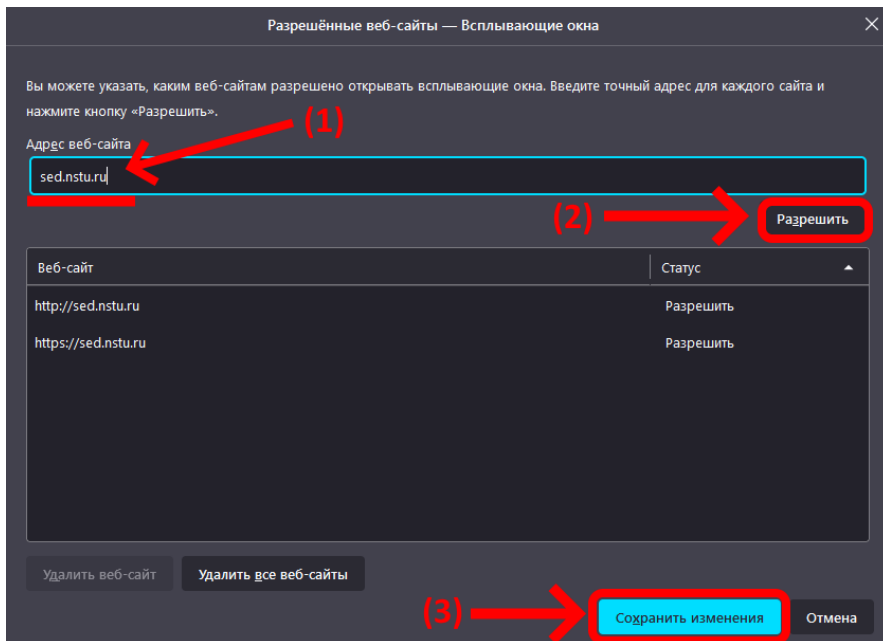 Разрешённые веб-сайты — Всплывающие окна
Вы можете указать, каким веб-сайтам разрешено открывать всплывающие окна. Введите точный адрес для каждого сайта и
нажмите кнопку «Разрешить».
(1)
Адрес веб-сайта
sed.nstu.ru
(2)
Разрешить
Веб-сайт Статус
http://sed.nstu.ru Разрешить
https://sed.nstu.ru Разрешить
Удалить веб-сайт Удалить все веб-сайты
(3)
Сохранить изменения Отмена